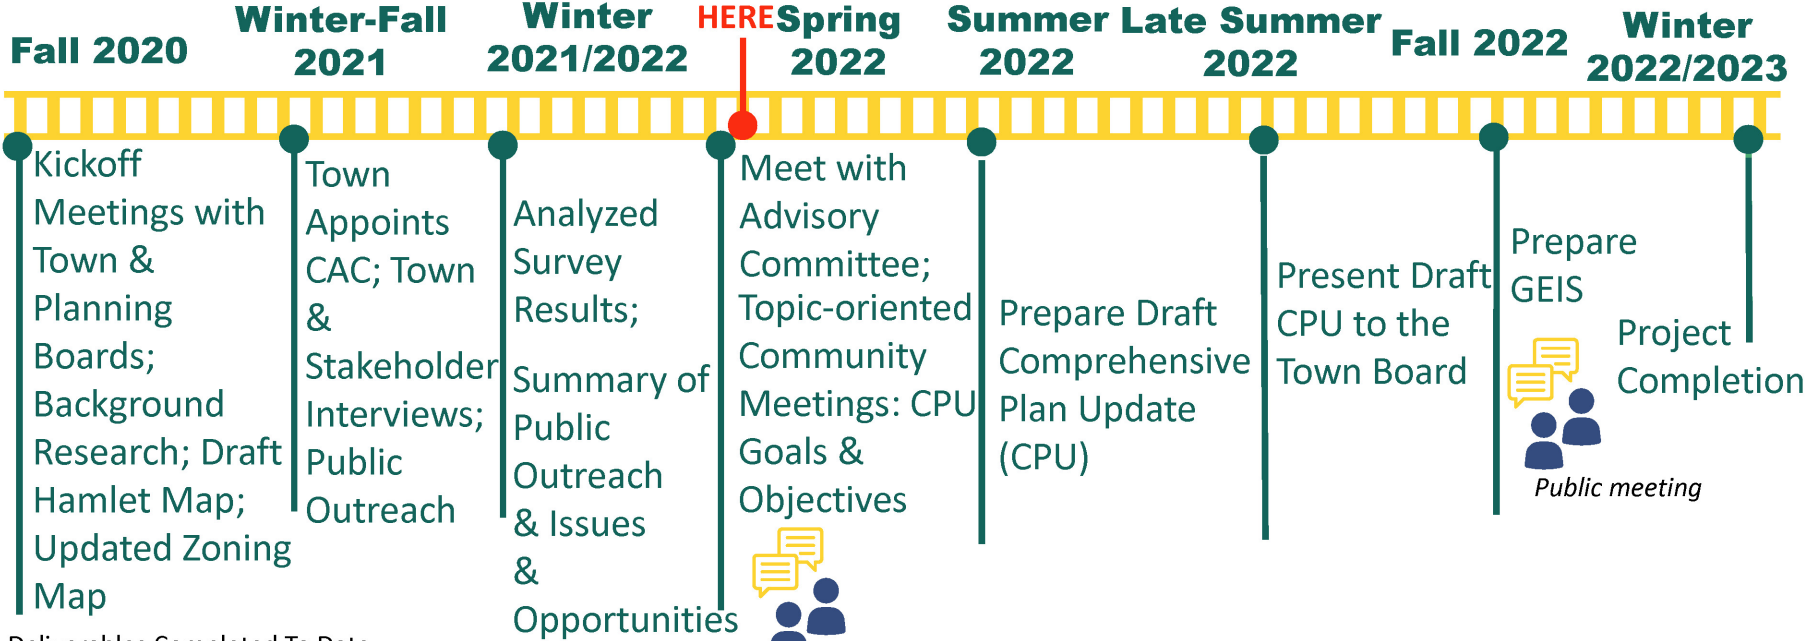 Fall 2020
Winter-Fall
2021
Winter
2021/2022
HERE
Spring
2022
Summer
2022
Late Summer
2022
Fall 2022
Winter
2022/2023
Kickoff
Meetings with
Town &
Planning
Boards;
Background
Research; Draft
Hamlet Map;
Updated Zoning
Map
Town
Appoints
CAC; Town
&
Stakeholder
Interviews;
Public
Outreach
Analyzed
Survey
Results;
Summary of
Public
Outreach
& Issues
&
Opportunities
Meet with
Advisory
Committee;
Topic-oriented
Community
Meetings: CPU
Goals &
Objectives
Prepare Draft
Comprehensive
Plan Update
(CPU)
Present Draft
CPU to the
Town Board
Prepare
GEIS
Public meeting
Project
Completion
Deliverables Completed To Date